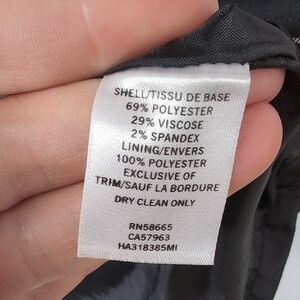 SHELL/TISSU DE BASE
69% POLYESTER
29% VISCOSE
2% SPANDEX
LINING/ENVERS
100% POLYESTER
EXCLUSIVE OF
TRIM/SAUF LA BORDURE
DRY CLEAN ONLY
RN58665
CA57963
HA318385MI